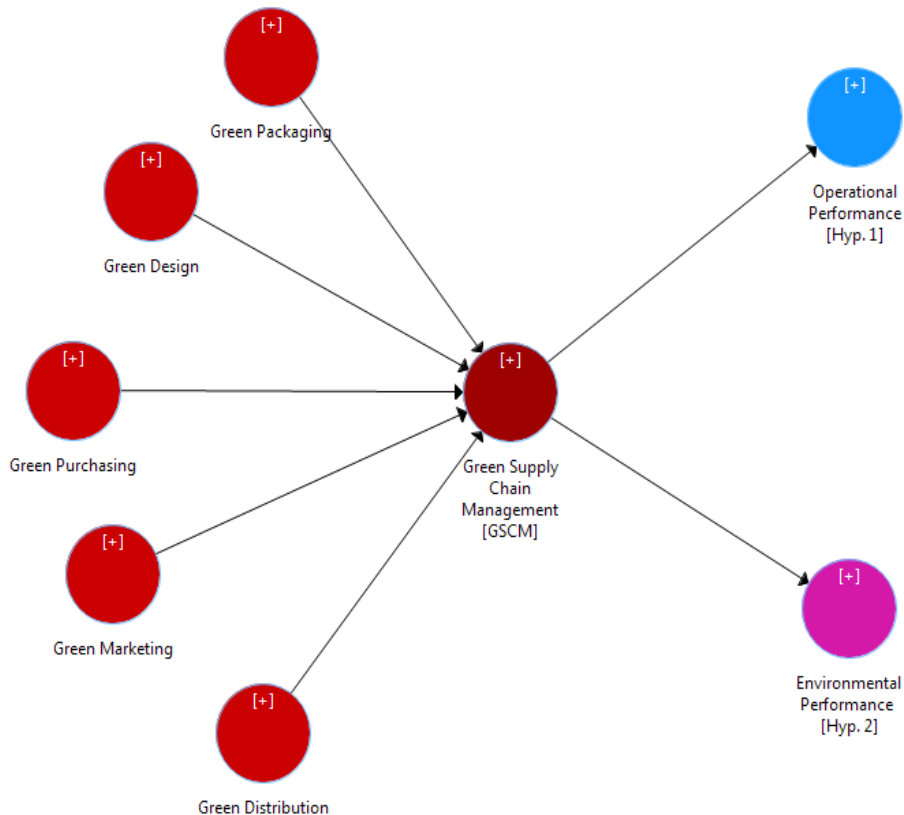 [+]
Green Packaging
[+]
Operational
Performance
[Hyp. 1]
[+]
Green Design
[+]
Green Purchasing
[+]
Green Supply
Chain
Management
[GSCM]
[+]
Green Marketing
[+]
Environmental
Performance
[Hyp. 2]
[+]
Green Distribution